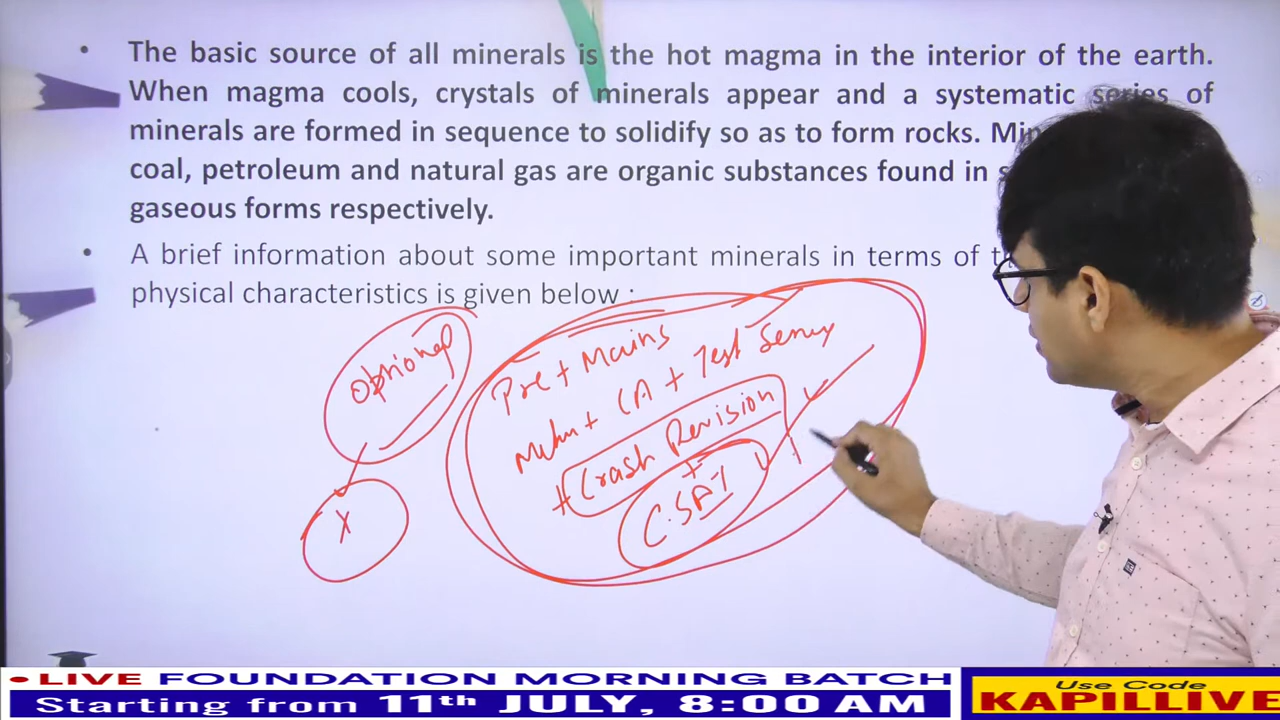 • The basic source of all minerals is the hot magma in the interior of the earth.
When magma cools, crystals of minerals appear and a systematic series of
minerals are formed in sequence to solidify so as to form rocks.
coal, petroleum and natural gas are organic substances found in
gaseous forms respectively.
• A brief information about some important minerals in terms of
physical characteristics is given below :
Optional
X
Pre + Mains
+ CA + Test
+ Crash Revision
+
C.SAT
• LIVE FOUNDATION MORNING BATCH
Starting from 11th JULY, 8:00 AM
Use Code
KAPILLIVE